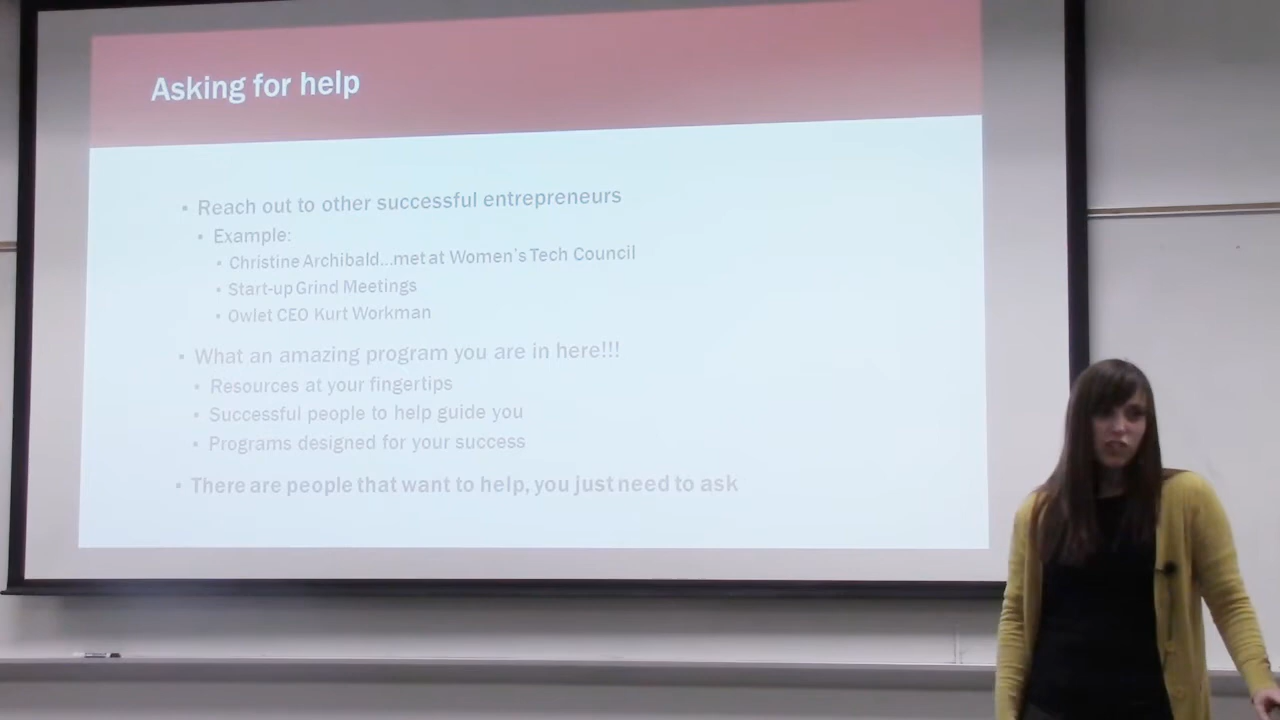 Asking for help
▪ Reach out to other successful entrepreneurs
▪ Example:
▪ Christine Archibald...met at Women's Tech Council
▪ Start-up Grind Meetings
▪ Owlet CEO Kurt Workman
▪ What an amazing program you are in here!!!
▪ Resources at your fingertips
▪ Successful people to help guide you
▪ Programs designed for your success
▪ There are people that want to help, you just need to ask